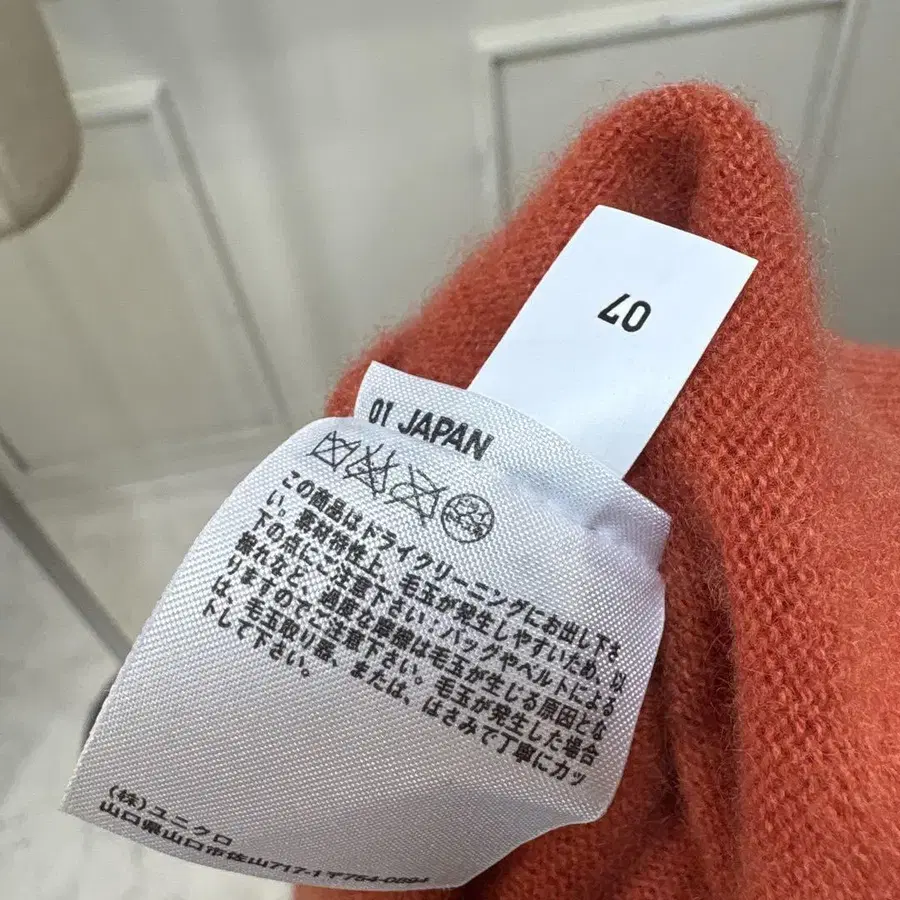 07
01 JAPAN
この商品はドライクリーニングにお出し下さ
い。素材特性上、毛玉が発生しやすいため、以
下の点にご注意下さい：バッグやベルトによる
擦れなど、過度な摩擦は毛玉が生じる原因とな
りますのでご注意下さい。毛玉が発生した場合
は、毛玉取り器、または、はさみで丁寧にカッ
トして下さい。
(株)ユニクロ
山口県山口市佐山717-1 〒754-0894